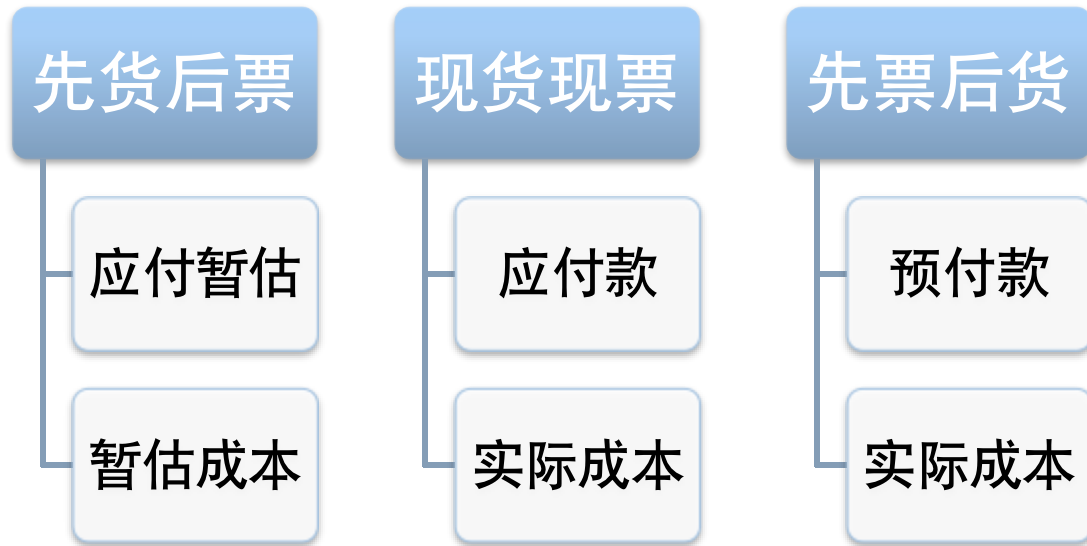 先货后票
应付暂估
暂估成本
现货现票
应付款
实际成本
先票后货
预付款
实际成本